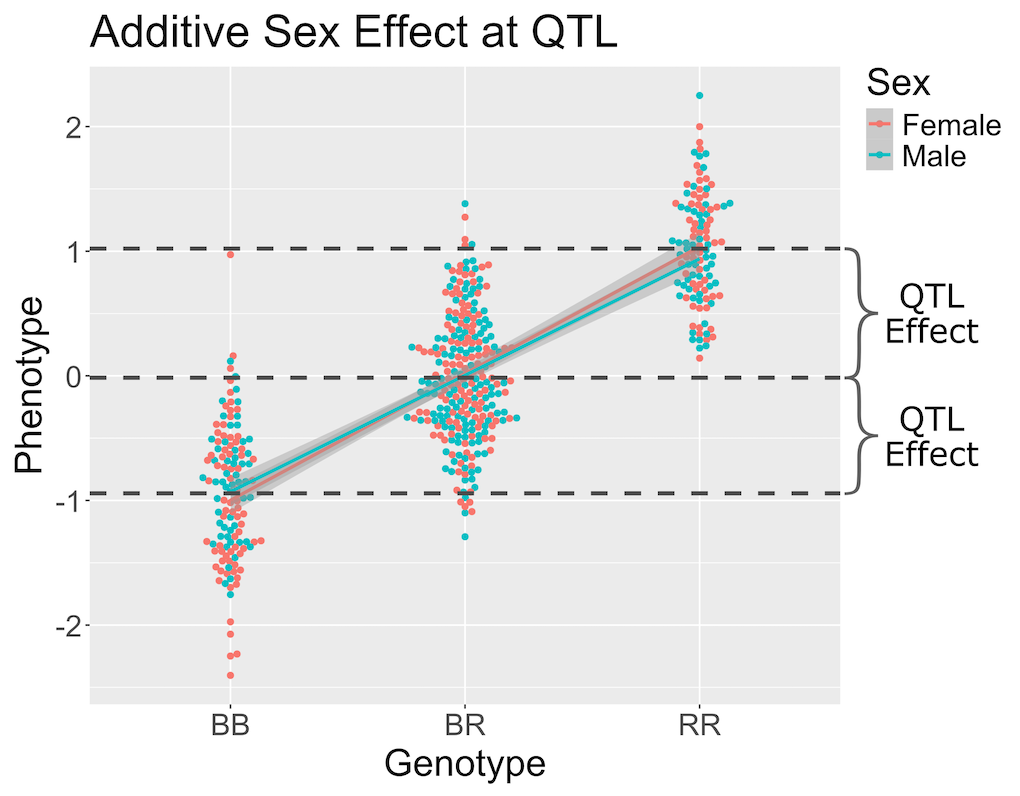 Additive Sex Effect at QTL
Sex
Female
Male
2
1
0
-1
-2
Phenotype
QTL
Effect
QTL
Effect
BB BR RR
Genotype